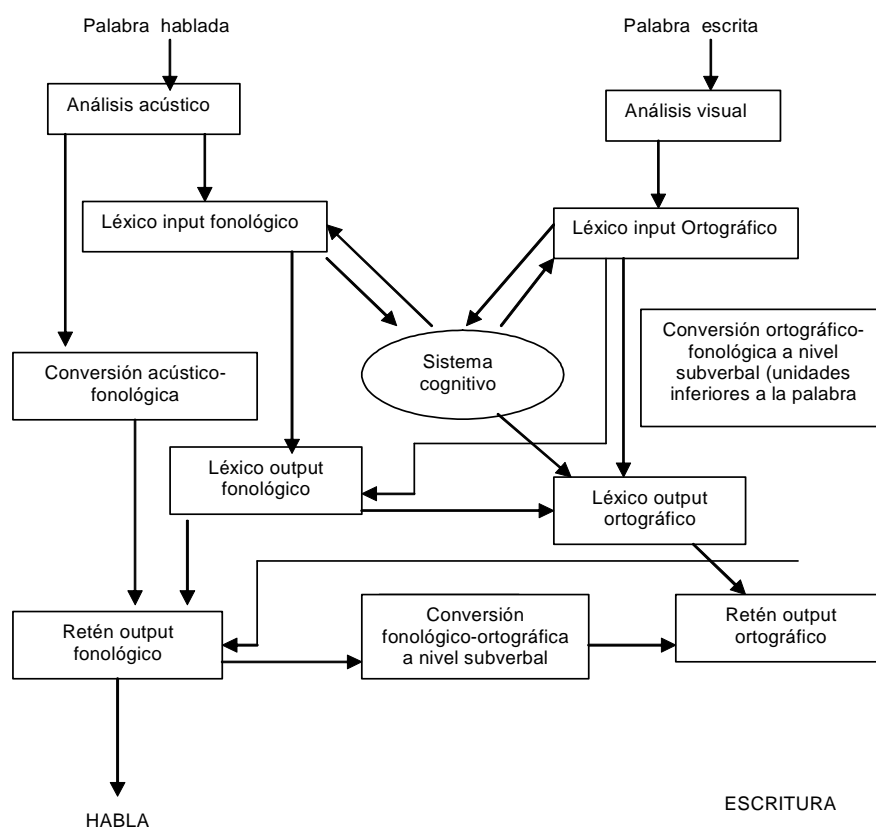 Palabra hablada
Palabra escrita
Análisis acústico
Análisis visual
Léxico input fonológico
Léxico input Ortográfico
Conversión ortográfico-
fonológica a nivel
subverbal (unidades
inferiores a la palabra
Sistema
cognitivo
Conversión acústico-
fonológica
Léxico output
fonológico
Léxico output
ortográfico
Retén output
fonológico
Conversión
fonológico-ortográfica
a nivel subverbal
Retén output
ortográfico
HABLA
ESCRITURA